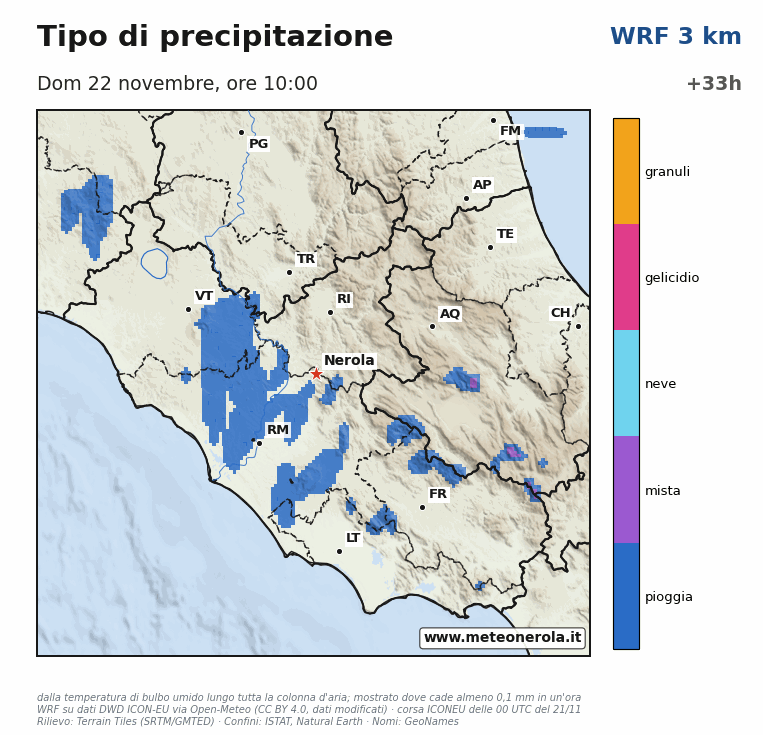 Tipo di precipitazione
WRF 3 km
Dom 22 novembre, ore 10:00
+33h
FM
PG
AP
TE
TR
VT
RI
AQ
CH
Nerola
RM
FR
LT
www.meteonerola.it
granuli
gelicidio
neve
mista
pioggia
dalla temperatura di bulbo umido lungo tutta la colonna d'aria; mostrato dove cade almeno 0,1 mm in un'ora
WRF su dati DWD ICON-EU via Open-Meteo (CC BY 4.0, dati modificati) · corsa ICONEU delle 00 UTC del 21/11
Rilievo: Terrain Tiles (SRTM/GMTED) · Confini: ISTAT, Natural Earth · Nomi: GeoNames